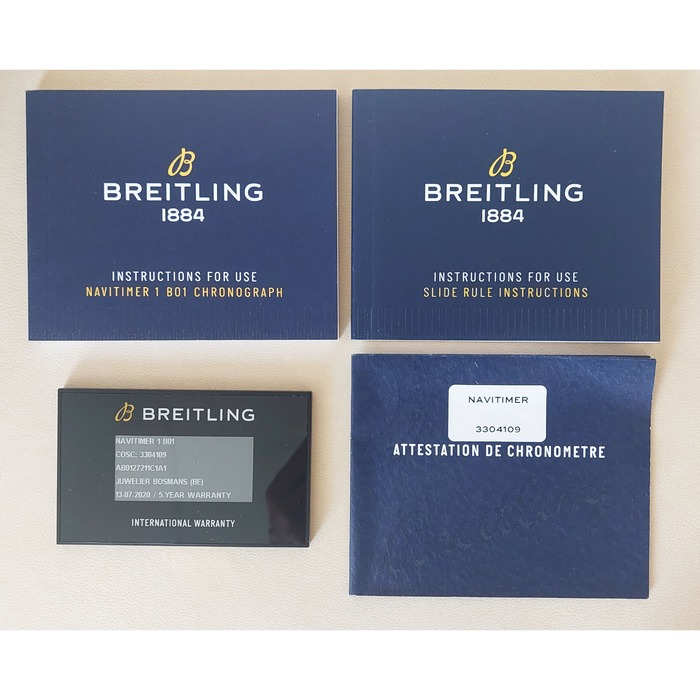 BREITLING
1884
INSTRUCTIONS FOR USE
NAVITIMER 1 B01 CHRONOGRAPH
BREITLING
1884
INSTRUCTIONS FOR USE
SLIDE RULE INSTRUCTIONS
BREITLING
NAVITIMER 1 B01
COSC: 3304109
AB0127211C1A1
JUWELIER BOSMANS (BE)
13-07-2020 / 5 YEAR WARRANTY
INTERNATIONAL WARRANTY
NAVITIMER
3304109
ATTESTATION DE CHRONOMETRE